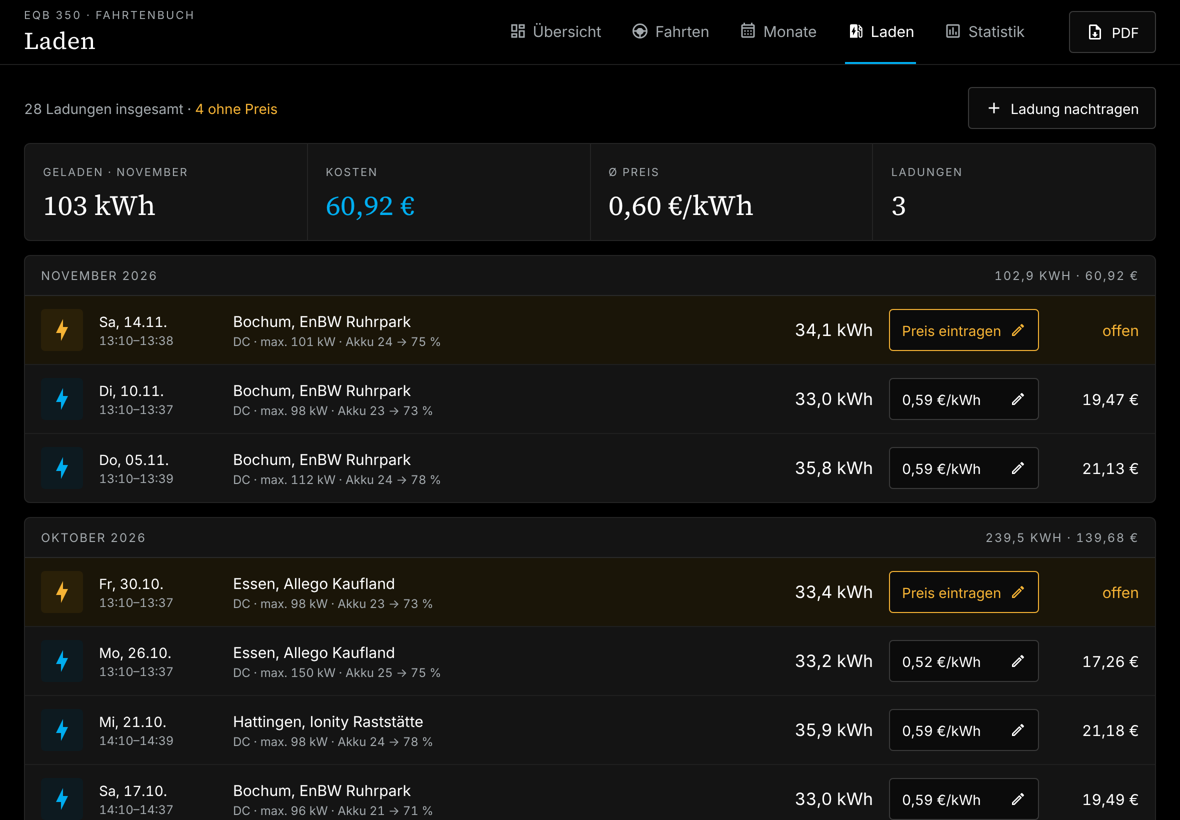 EQB 350 · FAHRTENBUCH
Laden
Übersicht
Fahrten
Monate
Laden
Statistik
PDF
28 Ladungen insgesamt · 4 ohne Preis
Ladung nachtragen
GELADEN · NOVEMBER
103 kWh
KOSTEN
60,92 €
Ø PREIS
0,60 €/kWh
LADUNGEN
3
NOVEMBER 2026
102,9 KWH · 60,92 €
Sa, 14.11.
13:10–13:38
Bochum, EnBW Ruhrpark
DC · max. 101 kW · Akku 24 → 75 %
34,1 kWh
Preis eintragen
offen
Di, 10.11.
13:10–13:37
Bochum, EnBW Ruhrpark
DC · max. 98 kW · Akku 23 → 73 %
33,0 kWh
0,59 €/kWh
19,47 €
Do, 05.11.
13:10–13:39
Bochum, EnBW Ruhrpark
DC · max. 112 kW · Akku 24 → 78 %
35,8 kWh
0,59 €/kWh
21,13 €
OKTOBER 2026
239,5 KWH · 139,68 €
Fr, 30.10.
13:10–13:37
Essen, Allego Kaufland
DC · max. 98 kW · Akku 23 → 73 %
33,4 kWh
Preis eintragen
offen
Mo, 26.10.
13:10–13:37
Essen, Allego Kaufland
DC · max. 150 kW · Akku 25 → 75 %
33,2 kWh
0,52 €/kWh
17,26 €
Mi, 21.10.
14:10–14:39
Hattingen, Ionity Raststätte
DC · max. 98 kW · Akku 24 → 78 %
35,9 kWh
0,59 €/kWh
21,18 €
Sa, 17.10.
14:10–14:37
Bochum, EnBW Ruhrpark
DC · max. 96 kW · Akku 21 → 71 %
33,0 kWh
0,59 €/kWh
19,49 €